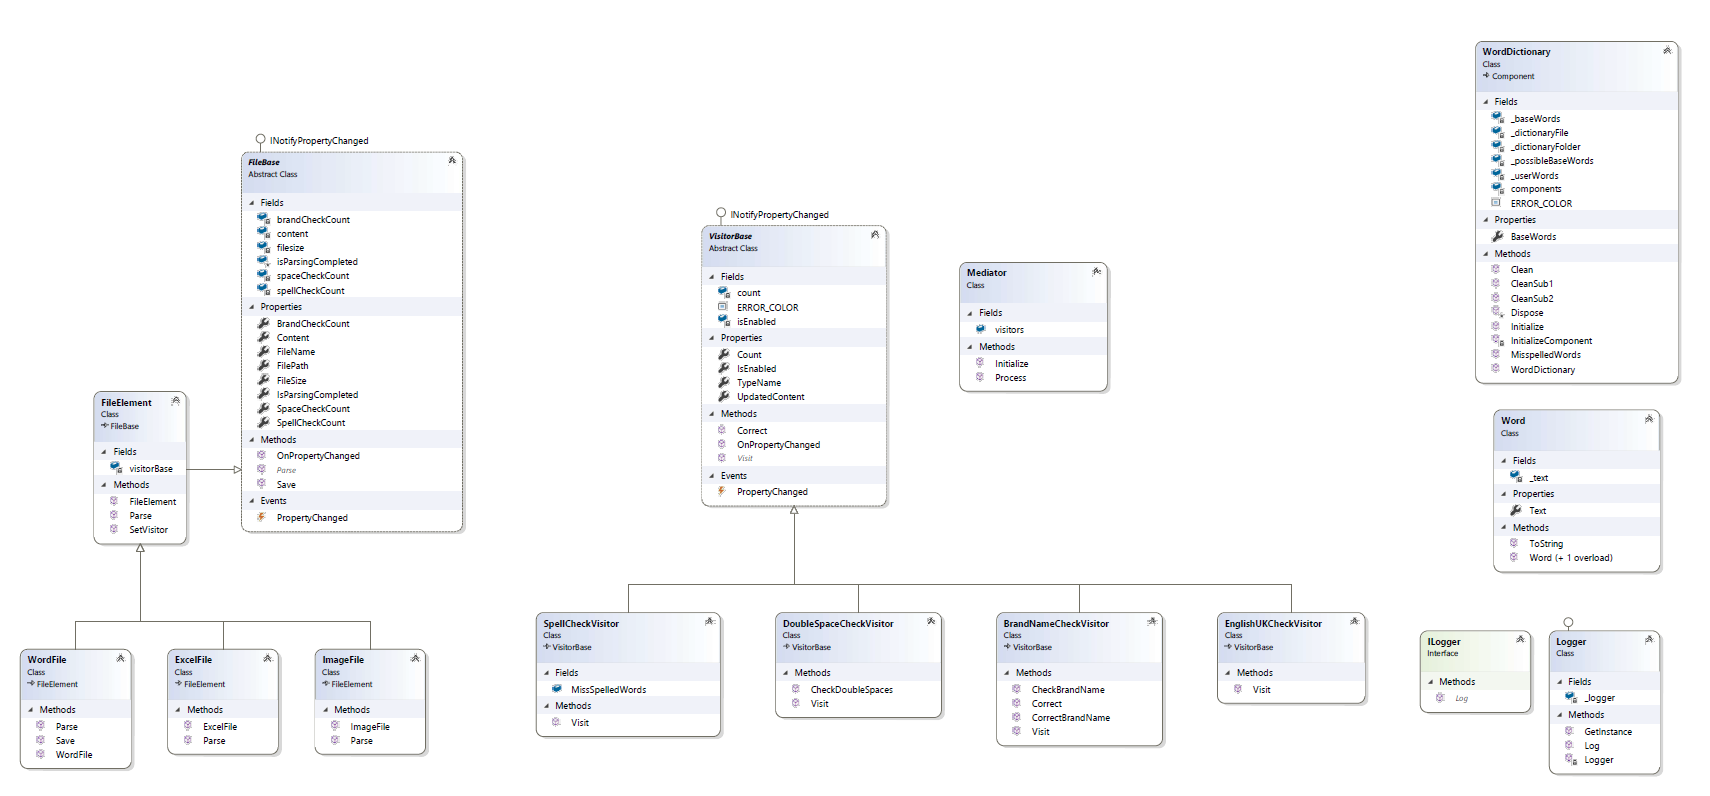 INotifyPropertyChanged
FileBase
Abstract Class
Fields
brandCheckCount
content
filesize
isParsingCompleted
spaceCheckCount
spellCheckCount
Properties
BrandCheckCount
Content
FileName
FilePath
FileSize
IsParsingCompleted
SpaceCheckCount
SpellCheckCount
Methods
OnPropertyChanged
Parse
Save
Events
PropertyChanged
FileElement
Class
FileBase
Fields
visitorBase
Methods
FileElement
Parse
SetVisitor
WordFile
Class
FileElement
Methods
Parse
Save
WordFile
ExcelFile
Class
FileElement
Methods
ExcelFile
Parse
ImageFile
Class
FileElement
Methods
ImageFile
Parse
INotifyPropertyChanged
VisitorBase
Abstract Class
Fields
count
ERROR_COLOR
isEnabled
Properties
Count
IsEnabled
TypeName
UpdatedContent
Methods
Correct
OnPropertyChanged
Visit
Events
PropertyChanged
Mediator
Class
Fields
visitors
Methods
Initialize
Process
SpellCheckVisitor
Class
VisitorBase
Fields
MissSpelledWords
Methods
Visit
DoubleSpaceCheckVisitor
Class
VisitorBase
Methods
CheckDoubleSpaces
Visit
BrandNameCheckVisitor
Class
VisitorBase
Methods
CheckBrandName
Correct
CorrectBrandName
Visit
EnglishUKCheckVisitor
Class
VisitorBase
Methods
Visit
WordDictionary
Class
Component
Fields
_baseWords
_dictionaryFile
_dictionaryFolder
_possibleBaseWords
_userWords
components
ERROR_COLOR
Properties
BaseWords
Methods
Clean
CleanSub1
CleanSub2
Dispose
Initialize
InitializeComponent
MisspelledWords
WordDictionary
Word
Class
Fields
_text
Properties
Text
Methods
ToString
Word (+ 1 overload)
ILogger
Interface
Methods
Log
Logger
Class
Fields
_logger
Methods
GetInstance
Log
Logger